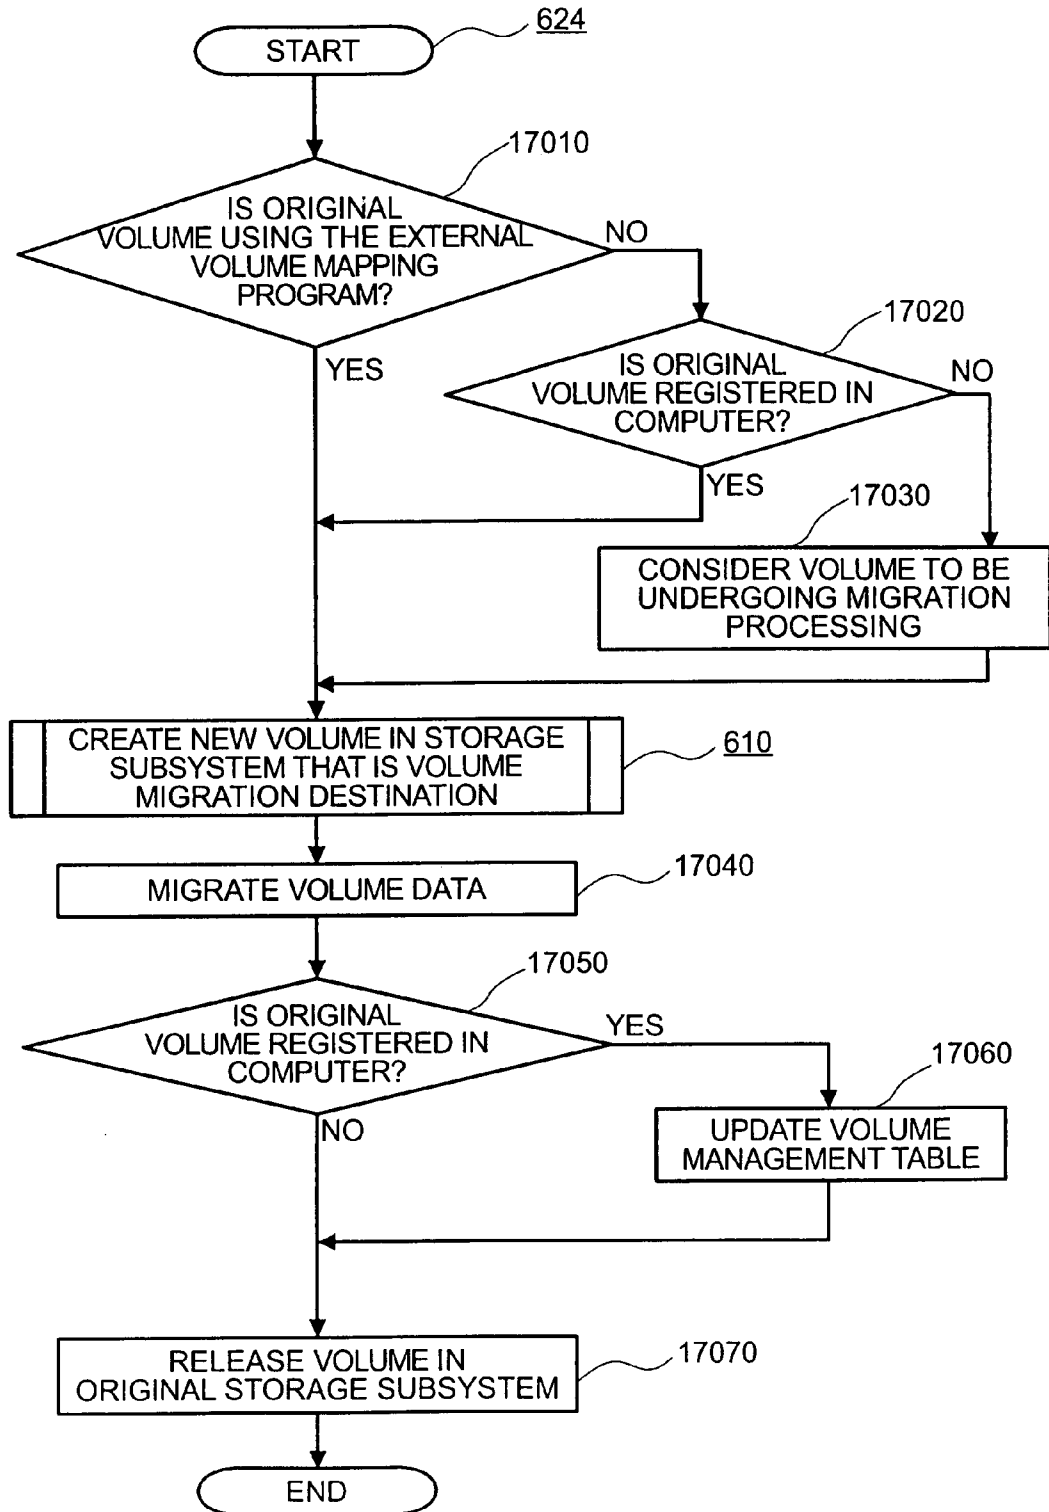 624
START
17010
IS ORIGINAL
VOLUME USING THE EXTERNAL
VOLUME MAPPING
PROGRAM?
NO
YES
17020
IS ORIGINAL
VOLUME REGISTERED IN
COMPUTER?
NO
YES
17030
CONSIDER VOLUME TO BE
UNDERGOING MIGRATION
PROCESSING
CREATE NEW VOLUME IN STORAGE
SUBSYSTEM THAT IS VOLUME
MIGRATION DESTINATION
610
MIGRATE VOLUME DATA
17040
17050
IS ORIGINAL
VOLUME REGISTERED IN
COMPUTER?
YES
NO
17060
UPDATE VOLUME
MANAGEMENT TABLE
RELEASE VOLUME IN
ORIGINAL STORAGE SUBSYSTEM
17070
END